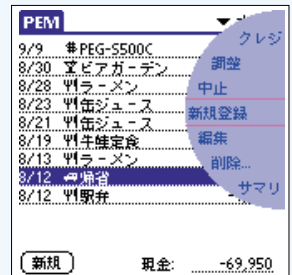 PEM
9/9 #PEG-S500C
8/30 ビアガーデン
8/28 ラーメン
8/23 缶ジュース
8/21 缶ジュース
8/19 牛鮭定食
8/13 ラーメン
8/12 帰省
8/12 駅弁
クレジ
調整
中止
新規登録
編集
削除...
サマリ
新規 現金: -69,950